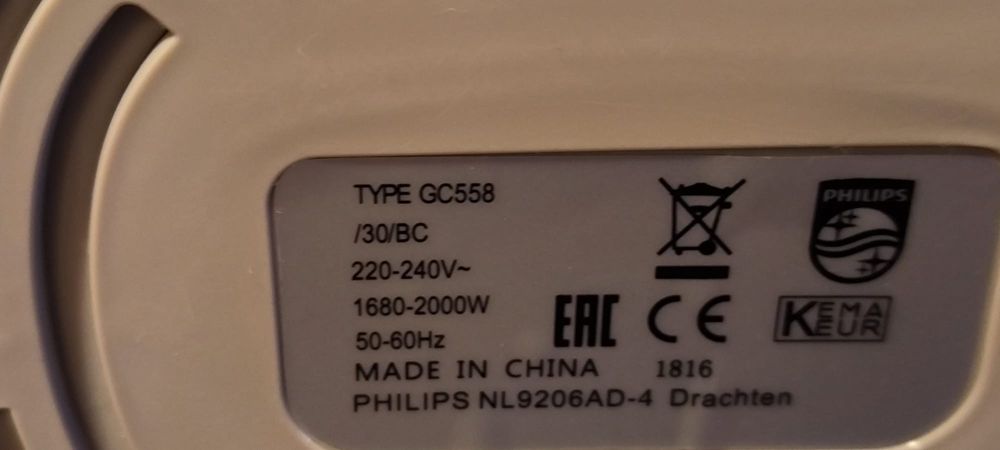 TYPE GC558
/30/BC
220-240V~
1680-2000W
50-60Hz
MADE IN CHINA 1816
PHILIPS NL9206AD-4 Drachten
EAC CE
PHILIPS
KEMA
EUR